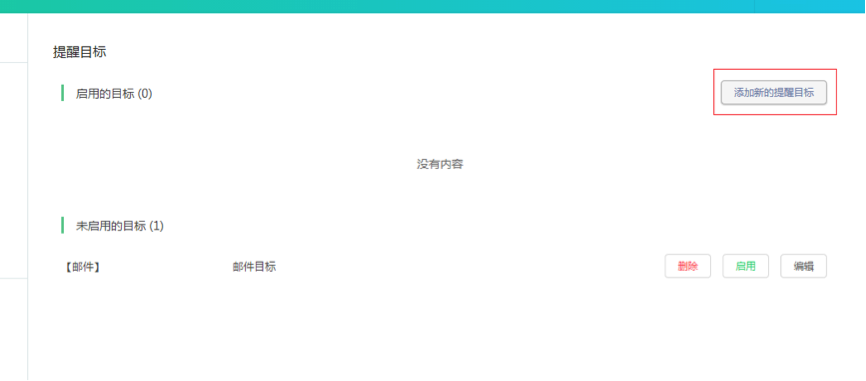 提醒目标
启用的目标 (0)
添加新的提醒目标
没有内容
未启用的目标 (1)
【邮件】 邮件目标 删除 启用 编辑